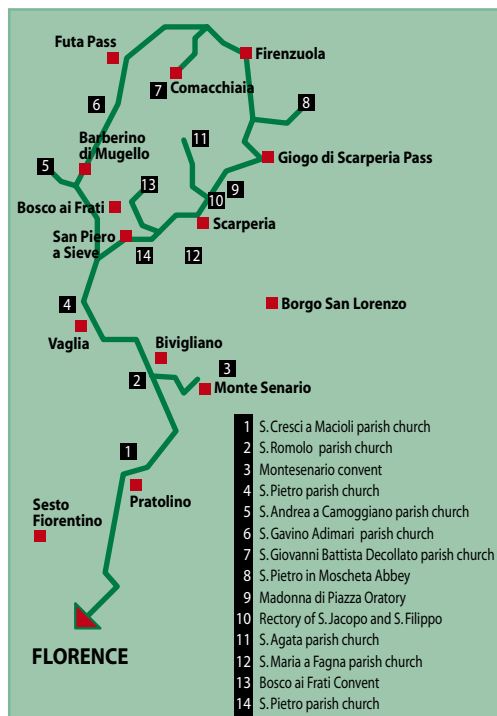 Futa Pass
Firenzuola
7
Comacchiaia
6
8
11
Barberino
di Mugello
Giogo di Scarperia Pass
5
13
9
10
Bosco ai Frati
Scarperia
San Piero
a Sieve
14
12
4
Borgo San Lorenzo
Vaglia
Bivigliano
3
2
Monte Senario
1
Pratolino
Sesto
Fiorentino
FLORENCE
1 S.Cresci a Macioli parish church
2 S.Romolo parish church
3 Montesenario convent
4 S.Pietro parish church
5 S.Andrea a Camoggiano parish church
6 S.Gavino Adimari parish church
7 S.Giovanni Battista Decollato parish church
8 S.Pietro in Moscheta Abbey
9 Madonna di Piazza Oratory
10 Rectory of S.Jacopo and S.Filippo
11 S.Agata parish church
12 S.Maria a Fagna parish church
13 Bosco ai Frati Convent
14 S.Pietro parish church